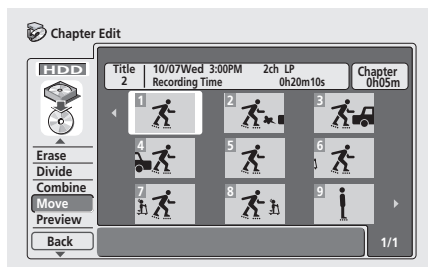 Chapter Edit
HDD
Title 2
10/07Wed 3:00PM 2ch LP
Recording Time 0h20m10s
Chapter 0h05m
1
2
3
4
5
6
7
8
9
Erase
Divide
Combine
Move
Preview
Back
1/1